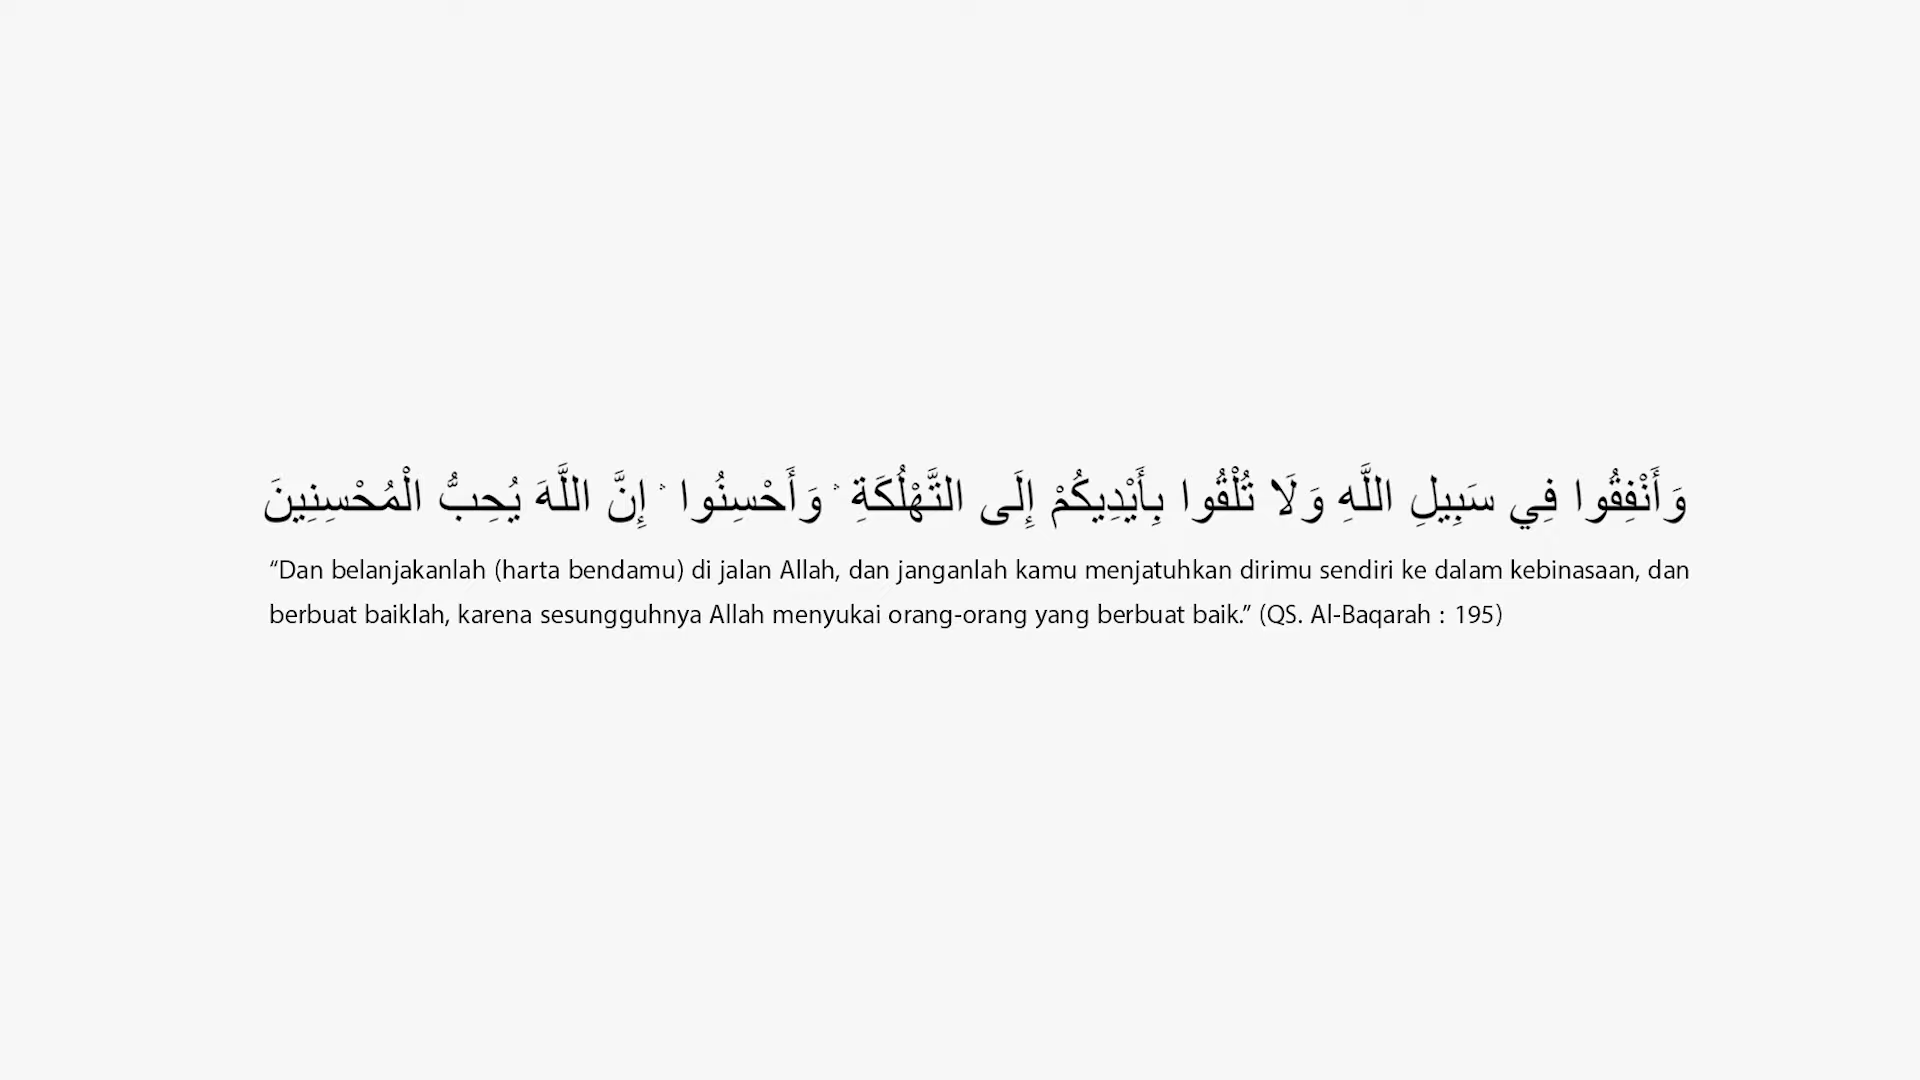 وَأَنْفِقُوا فِي سَبِيلِ اللَّهِ وَلَا تُلْقُوا بِأَيْدِيكُمْ إِلَى التَّهْلُكَةِ ۛ وَأَحْسِنُوا ۛ إِنَّ اللَّهَ يُحِبُّ الْمُحْسِنِينَ
“Dan belanjakanlah (harta bendamu) di jalan Allah, dan janganlah kamu menjatuhkan dirimu sendiri ke dalam kebinasaan, dan
berbuat baiklah, karena sesungguhnya Allah menyukai orang-orang yang berbuat baik.” (QS. Al-Baqarah : 195)